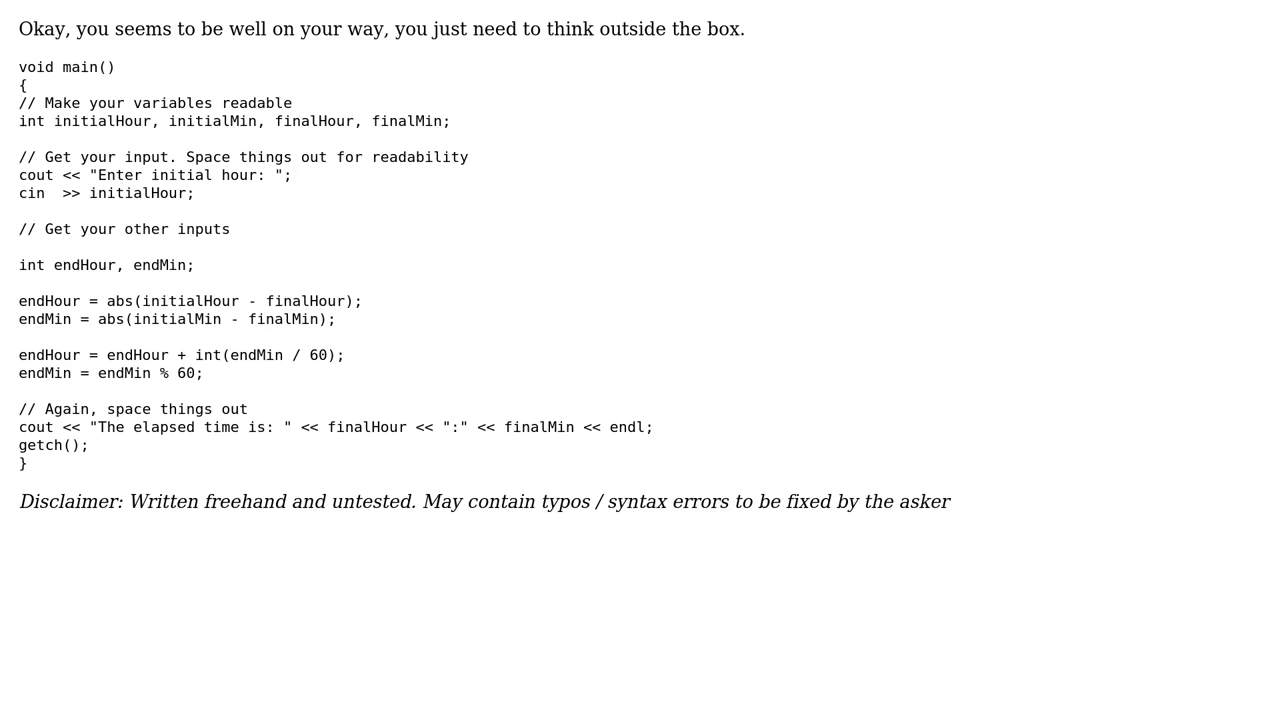 Okay, you seems to be well on your way, you just need to think outside the box.
void main()
{
// Make your variables readable
int initialHour, initialMin, finalHour, finalMin;
// Get your input. Space things out for readability
cout << "Enter initial hour: ";
cin  >> initialHour;
// Get your other inputs
int endHour, endMin;
endHour = abs(initialHour - finalHour);
endMin = abs(initialMin - finalMin);
endHour = endHour + int(endMin / 60);
endMin = endMin % 60;
// Again, space things out
cout << "The elapsed time is: " << finalHour << ":" << finalMin << endl;
getch();
}
Disclaimer: Written freehand and untested. May contain typos / syntax errors to be fixed by the asker